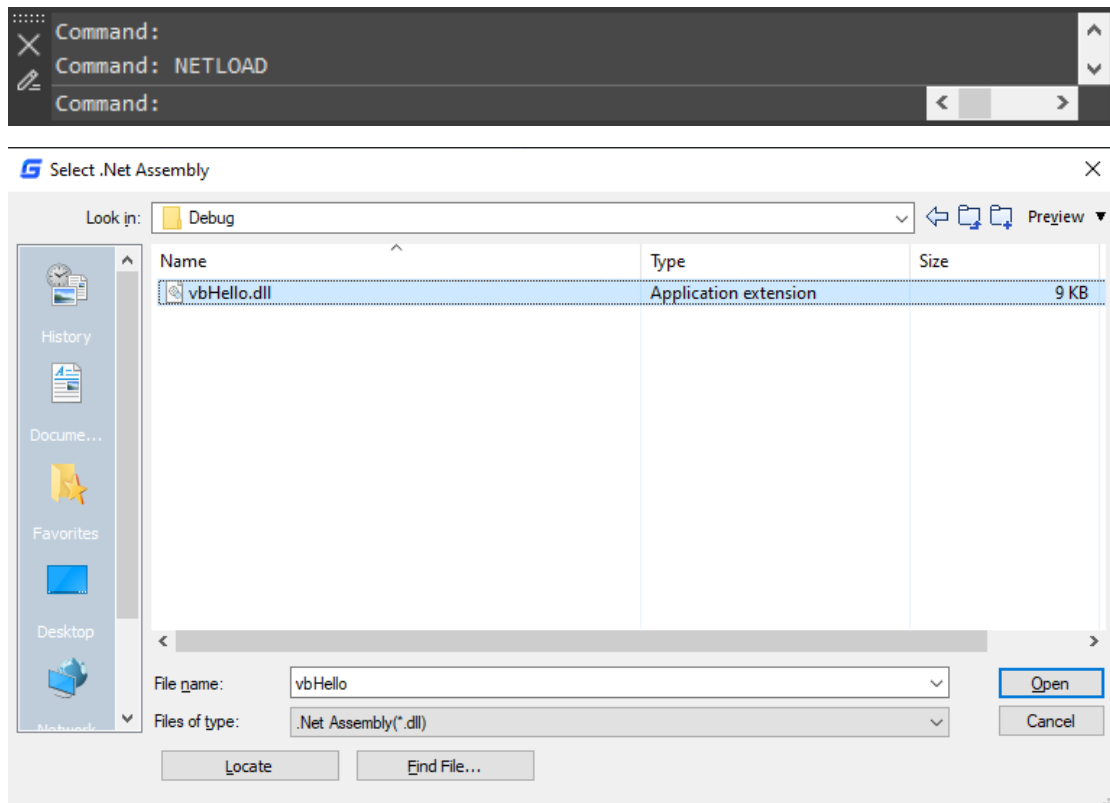 Command:
Command: NETLOAD
Command:
Select .Net Assembly
Look in: Debug Preview
Name Type Size
vbHello.dll Application extension 9 KB
History
Docume...
Favorites
Desktop
Network
File name: vbHello Open
Files of type: .Net Assembly(*.dll) Cancel
Locate Find File...